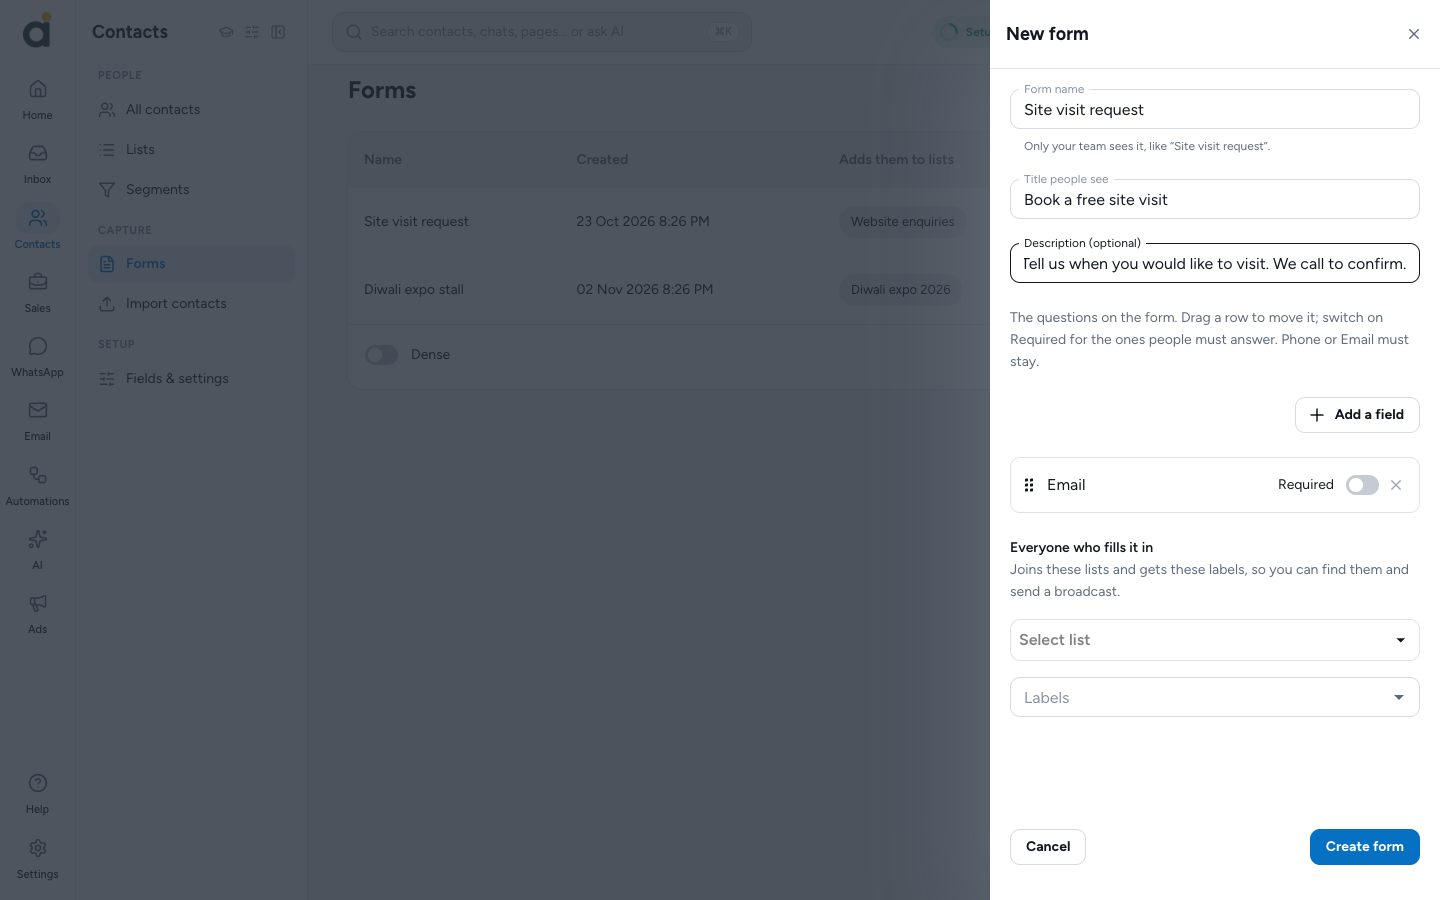 Contacts
Search contacts, chats, pages... or ask AI
⌘K
New form
PEOPLE
All contacts
Lists
Segments
CAPTURE
Forms
Import contacts
SETUP
Fields & settings
Home
Inbox
Contacts
Sales
WhatsApp
Email
Automations
AI
Ads
Help
Settings
Forms
Name
Created
Adds them to lists
Site visit request
23 Oct 2026 8:26 PM
Website enquiries
Diwali expo stall
02 Nov 2026 8:26 PM
Diwali expo 2026
Dense
Form name
Site visit request
Only your team sees it, like “Site visit request”.
Title people see
Book a free site visit
Description (optional)
Tell us when you would like to visit. We call to confirm.
The questions on the form. Drag a row to move it; switch on
Required for the ones people must answer. Phone or Email must
stay.
Add a field
Email
Required
Everyone who fills it in
Joins these lists and gets these labels, so you can find them and
send a broadcast.
Select list
Labels
Cancel
Create form